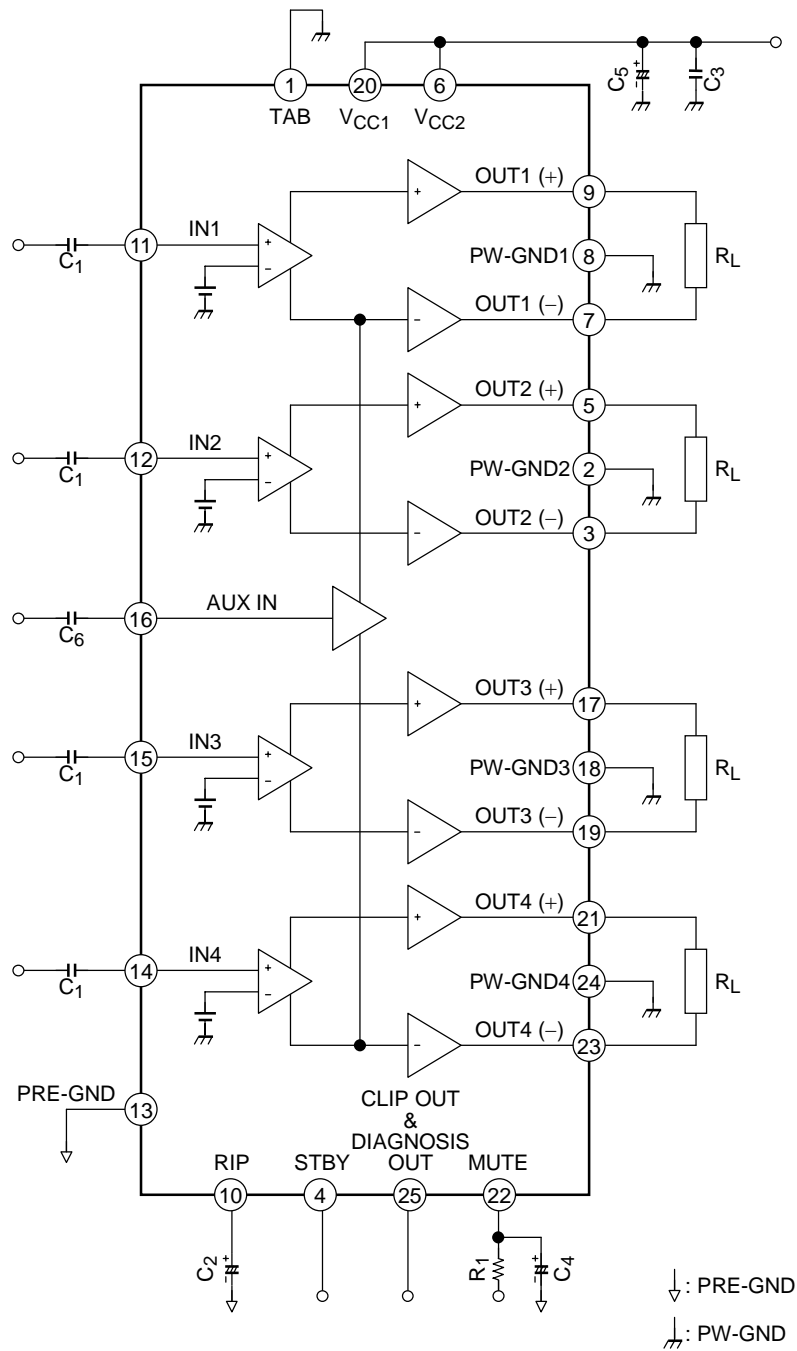 1
20
6
TAB
VCC1
VCC2
C5
+
-
C3
OUT1 (+)
9
IN1
11
C1
+
-
+
PW-GND1
8
RL
-
OUT1 (−)
7
OUT2 (+)
5
IN2
12
C1
+
-
+
PW-GND2
2
RL
-
OUT2 (−)
3
16
AUX IN
C6
OUT3 (+)
17
IN3
15
C1
+
-
+
PW-GND3
18
RL
-
OUT3 (−)
19
OUT4 (+)
21
IN4
14
C1
+
-
+
PW-GND4
24
RL
-
OUT4 (−)
23
PRE-GND
13
CLIP OUT
&
DIAGNOSIS
RIP
STBY
OUT
MUTE
10
4
25
22
C2
+
-
R1
+
-
C4
: PRE-GND
: PW-GND